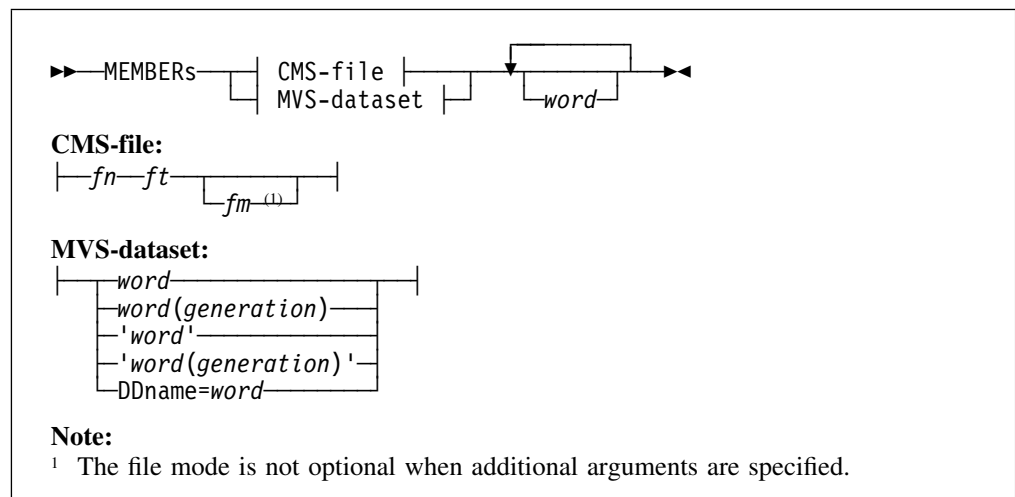 MEMBERs CMS-file
MVS-dataset word
CMS-file:
fn ft
fm (1)
MVS-dataset:
word
word(generation)
'word'
'word(generation)'
DDname=word
Note:
1 The file mode is not optional when additional arguments are specified.